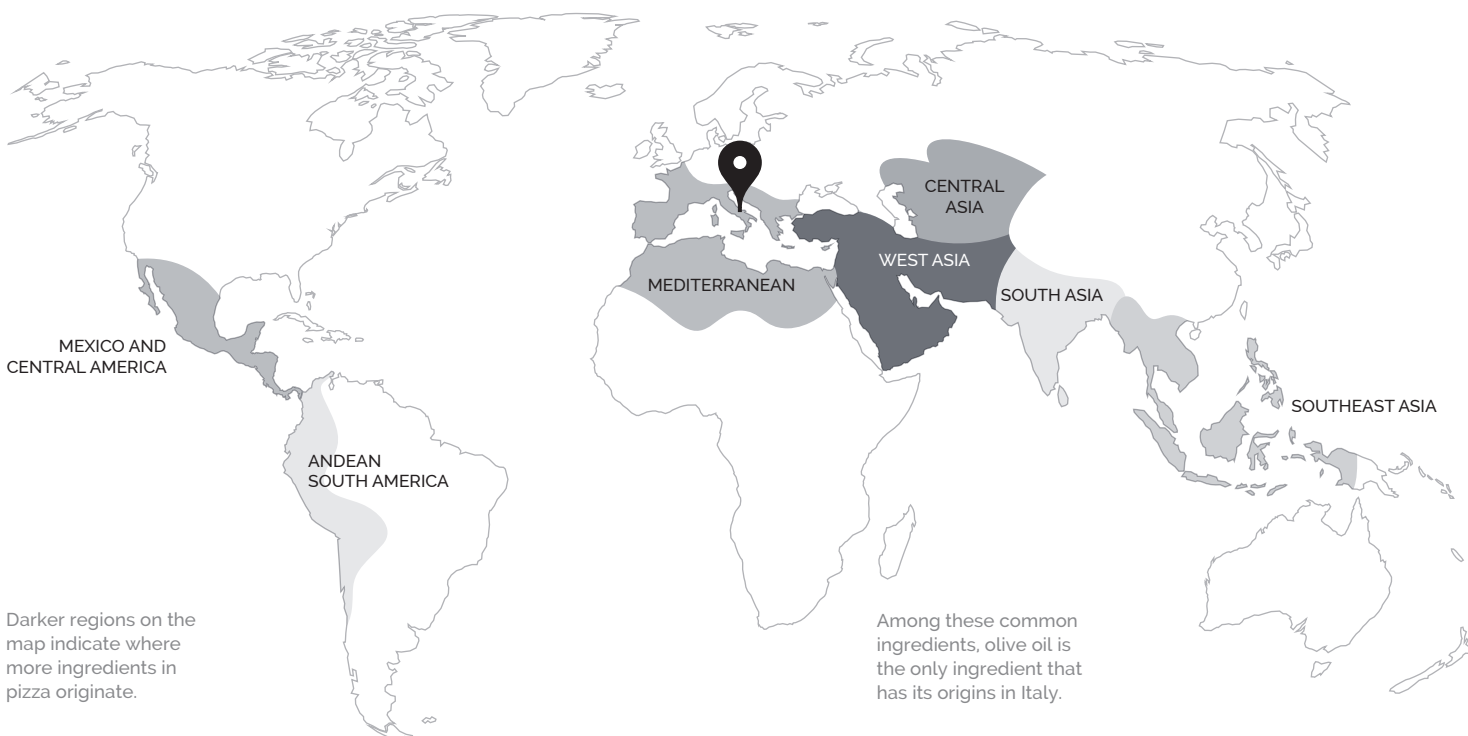 CENTRAL
ASIA
WEST ASIA
MEDITERRANEAN
SOUTH ASIA
MEXICO AND
CENTRAL AMERICA
SOUTHEAST ASIA
ANDEAN
SOUTH AMERICA
Darker regions on the
map indicate where
more ingredients in
pizza originate.
Among these common
ingredients, olive oil is
the only ingredient that
has its origins in Italy.